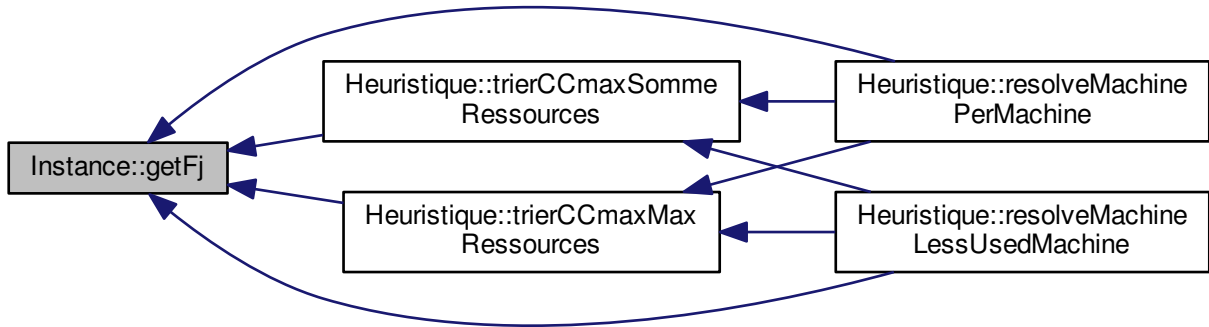 Instance::getFj
Heuristique::trierCCmaxSomme
Ressources
Heuristique::trierCCmaxMax
Ressources
Heuristique::resolveMachine
PerMachine
Heuristique::resolveMachine
LessUsedMachine